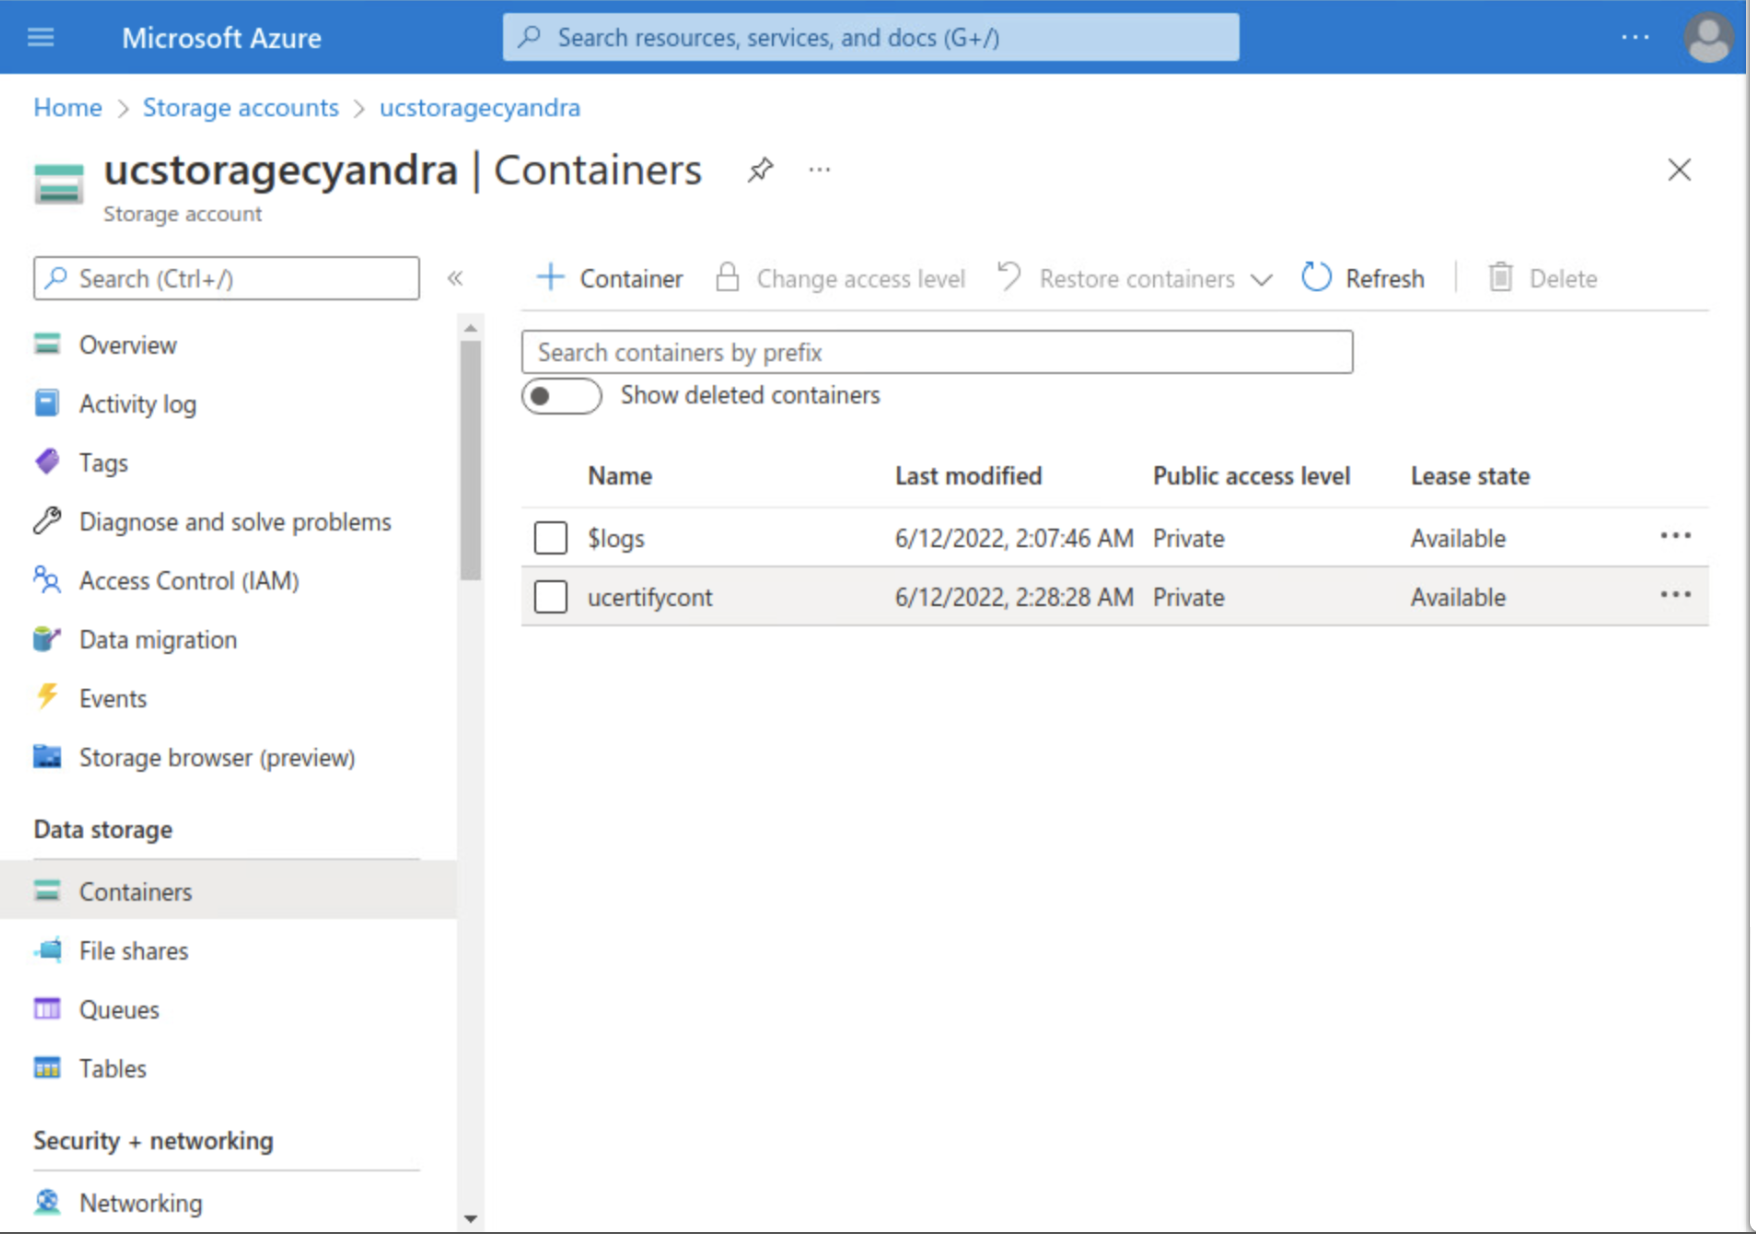 Microsoft Azure
Search resources, services, and docs (G+/)
Home > Storage accounts > ucstoragecyandra
ucstoragecyandra | Containers
Storage account
Search (Ctrl+/)
Overview
Activity log
Tags
Diagnose and solve problems
Access Control (IAM)
Data migration
Events
Storage browser (preview)
Data storage
Containers
File shares
Queues
Tables
Security + networking
Networking
Container Change access level Restore containers Refresh Delete
Search containers by prefix
Show deleted containers
Name Last modified Public access level Lease state
$logs 6/12/2022, 2:07:46 AM Private Available
ucertifycont 6/12/2022, 2:28:28 AM Private Available